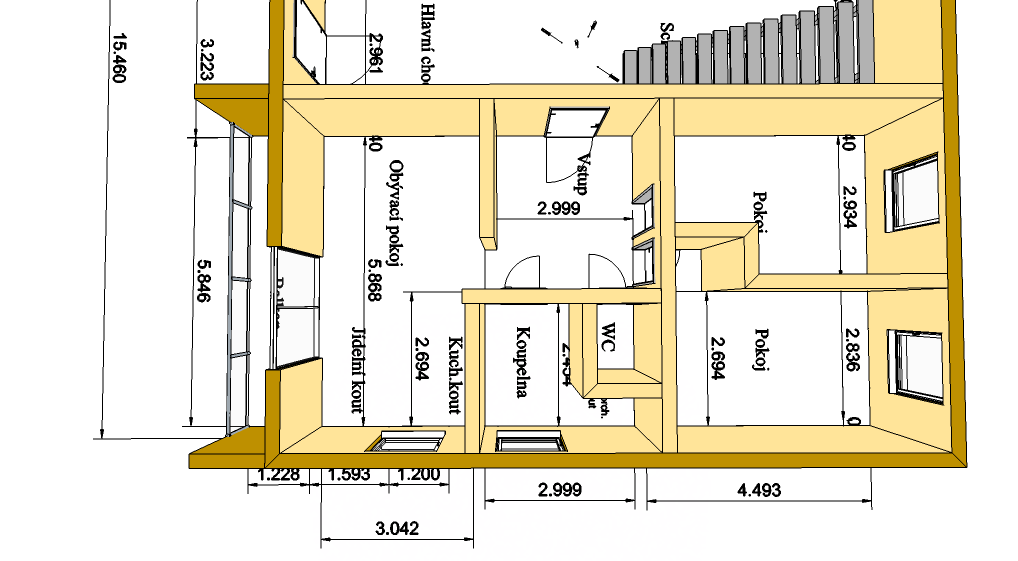 15.460
3.223
2.961
Hlavní cho
Sc
40
Obývací pokoj
Vstup
2.999
Pokoj
2.934
40
5.846
5.868
Jídelní kout
2.694
Kuch.kout
Koupelna
WC
2.694
Pokoj
2.836
1.228
1.593
1.200
2.999
4.493
3.042